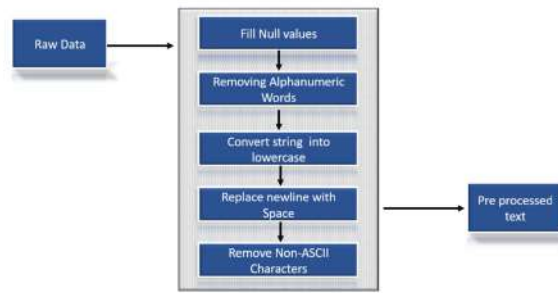 Raw Data
Fill Null values
Removing Alphanumeric
Words
Convert string into
lowercase
Replace newline with
Space
Remove Non-ASCII
Characters
Pre processed
text